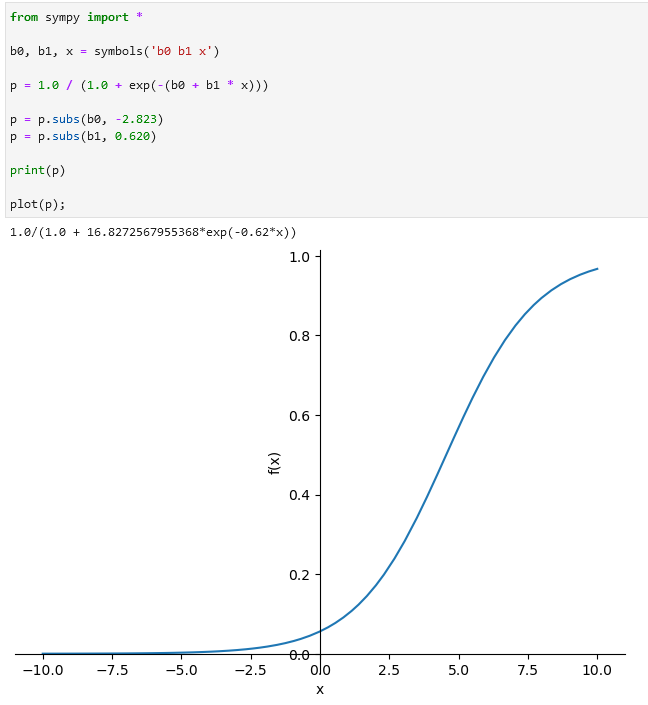 from sympy import *
b0, b1, x = symbols('b0 b1 x')
p = 1.0 / (1.0 + exp(-(b0 + b1 * x)))
p = p.subs(b0, -2.823)
p = p.subs(b1, 0.620)
print(p)
plot(p);
1.0/(1.0 + 16.8272567955368*exp(-0.62*x))
1.0
0.8
0.6
f(x)
0.4
0.2
0.0
−10.0 −7.5 −5.0 −2.5 0.0 2.5 5.0 7.5 10.0
x